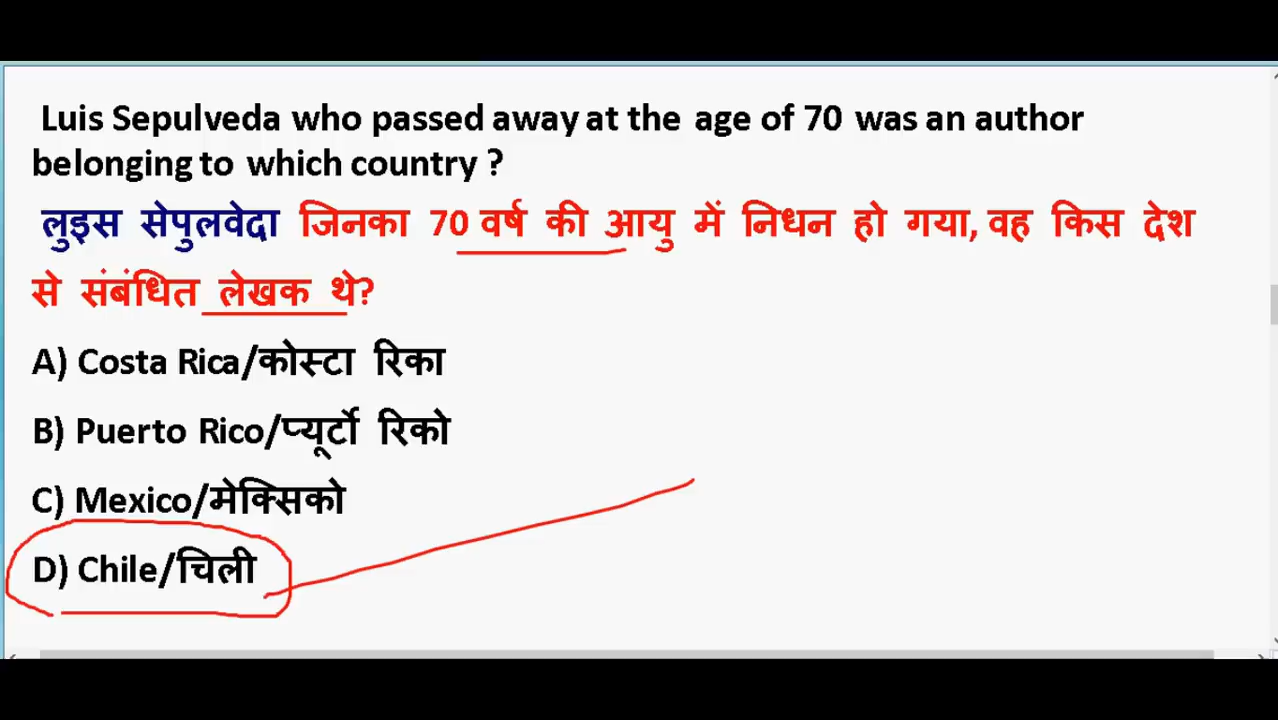 Luis Sepulveda who passed away at the age of 70 was an author
belonging to which country ?
लुइस सेपुलवेदा जिनका 70 वर्ष की आयु में निधन हो गया, वह किस देश
से संबंधित लेखक थे?
A) Costa Rica/कोस्टा रिका
B) Puerto Rico/प्यूर्टो रिको
C) Mexico/मेक्सिको
D) Chile/चिली